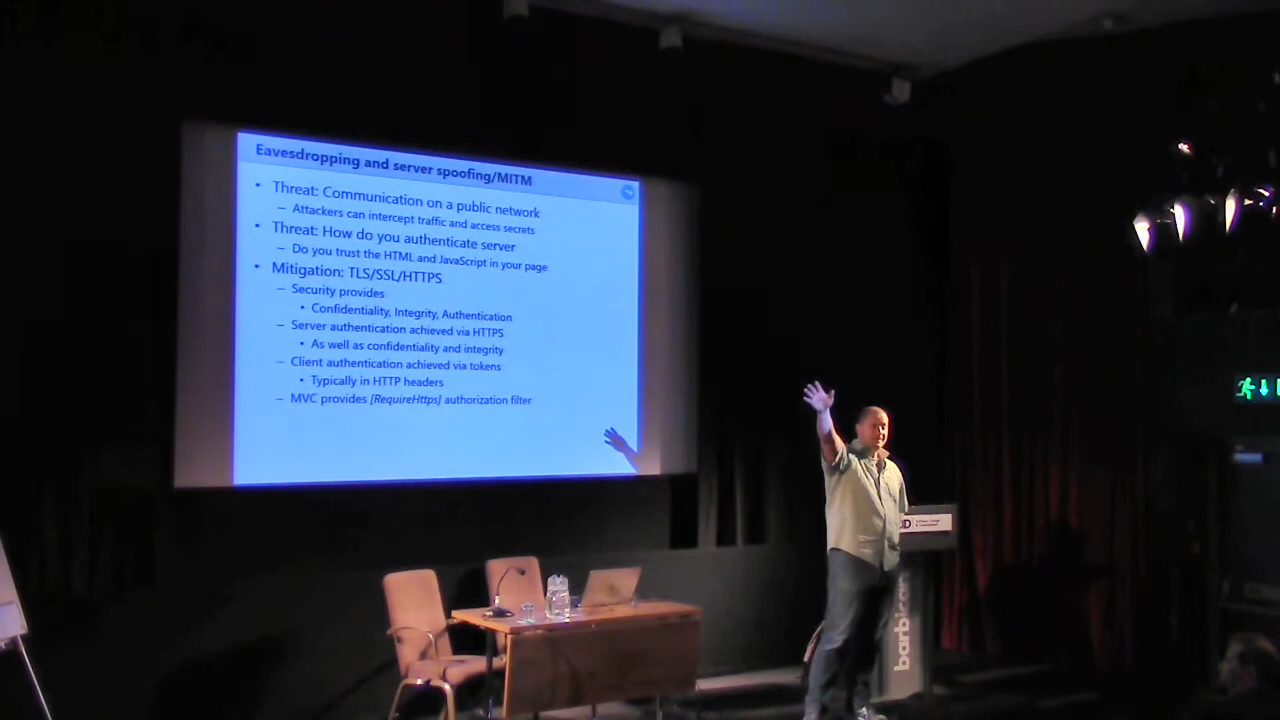 Eavesdropping and server spoofing/MITM
• Threat: Communication on a public network
– Attackers can intercept traffic and access secrets
• Threat: How do you authenticate server
– Do you trust the HTML and JavaScript in your page
• Mitigation: TLS/SSL/HTTPS
– Security provides
• Confidentiality, Integrity, Authentication
– Server authentication achieved via HTTPS
• As well as confidentiality and integrity
– Client authentication achieved via tokens
• Typically in HTTP headers
– MVC provides [RequireHttps] authorization filter
barbican